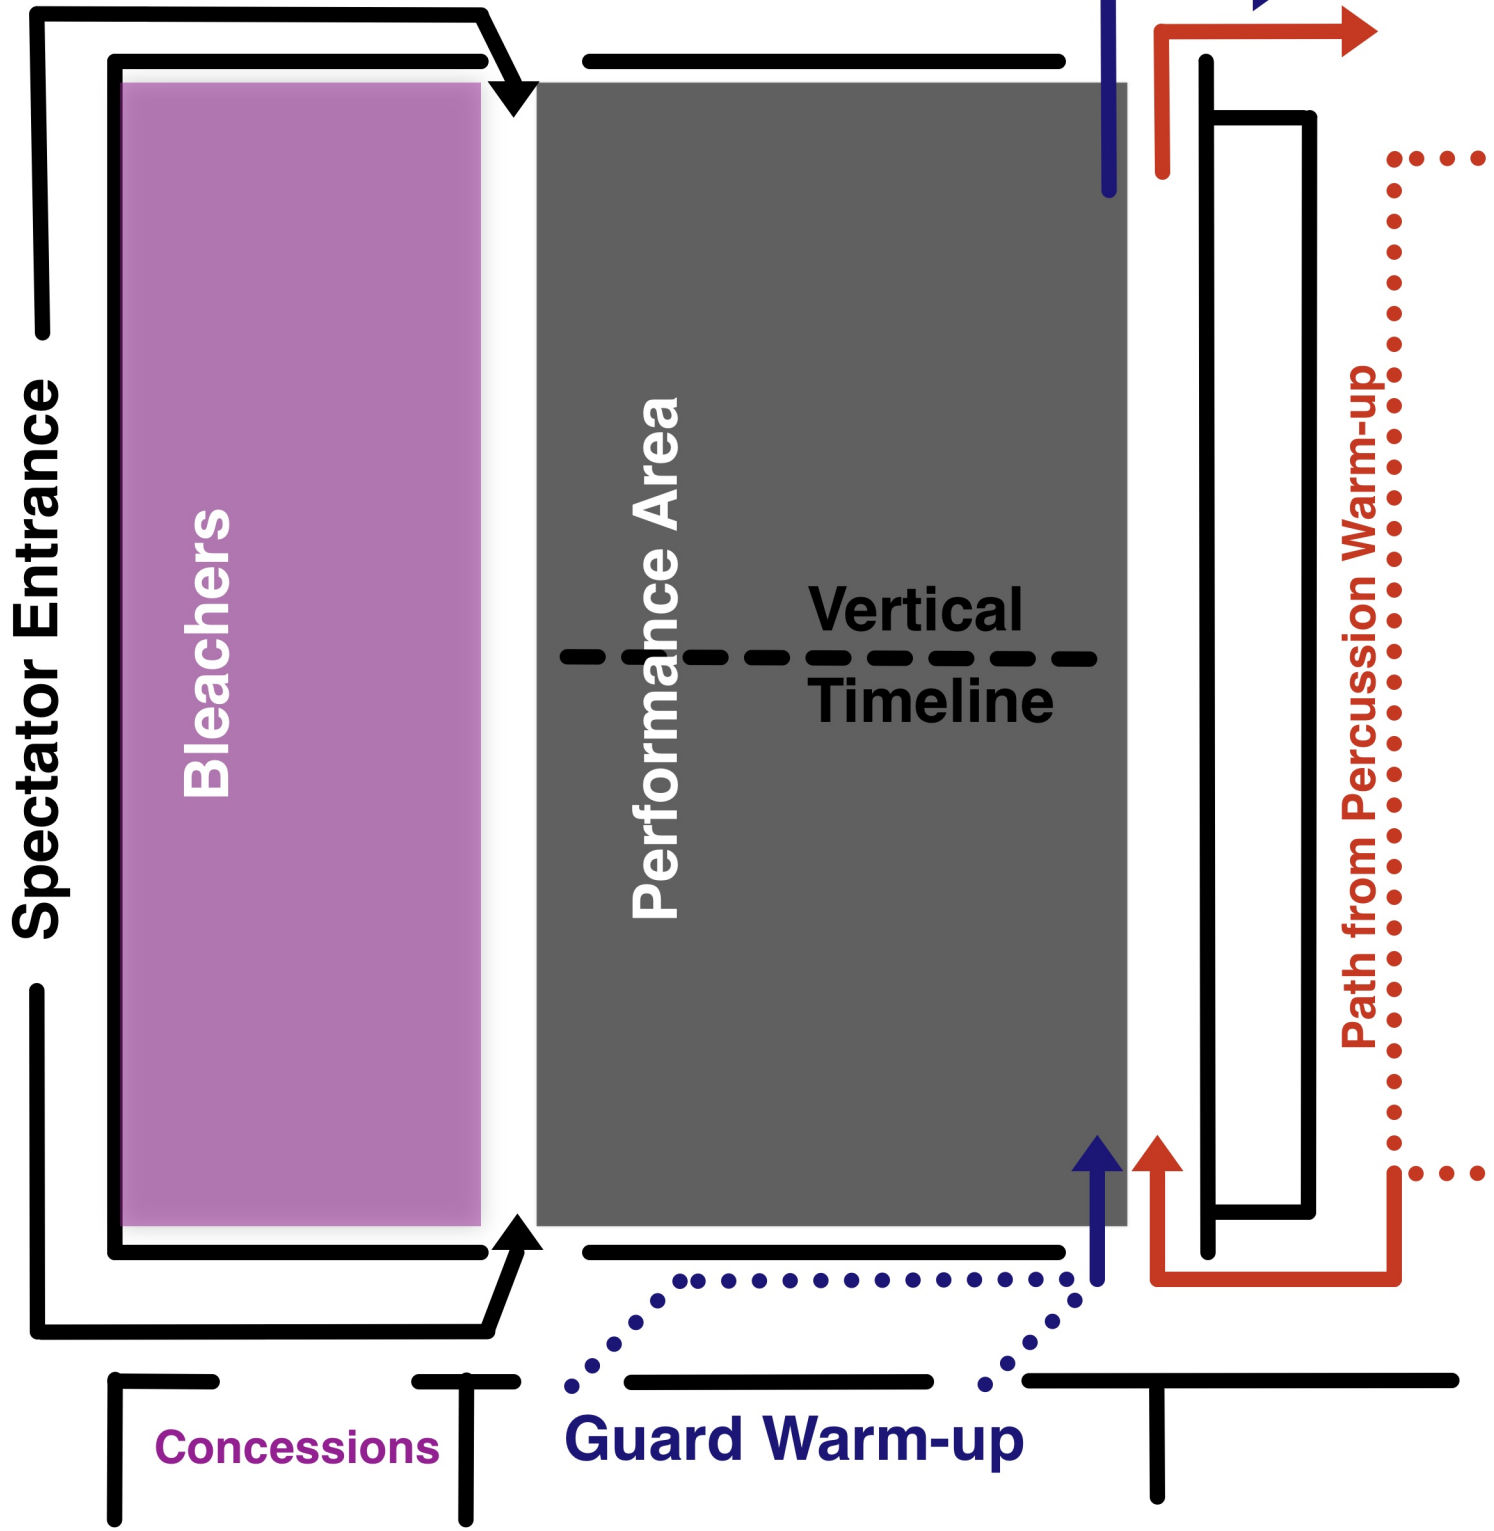 Spectator Entrance
Bleachers
Performance Area
Vertical
Timeline
Path from Percussion Warm-up
Concessions
Guard Warm-up